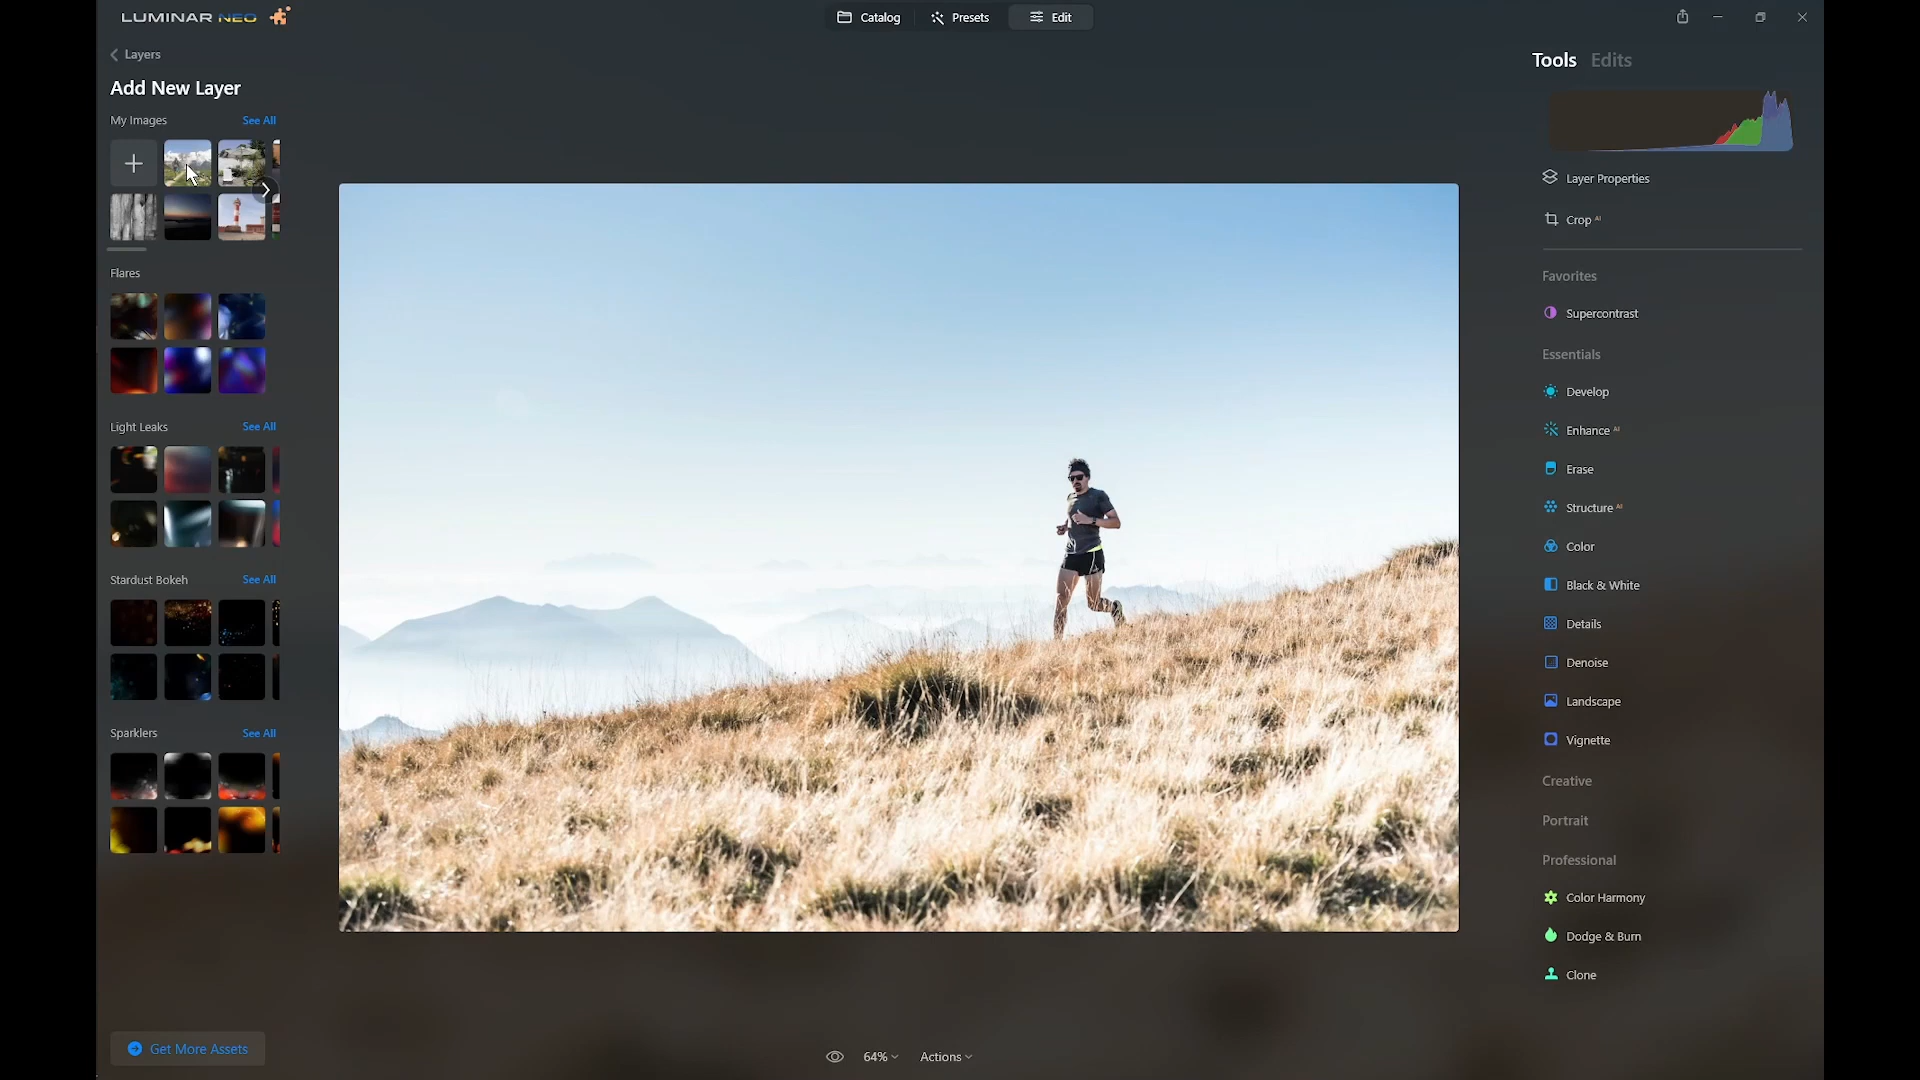 LUMINAR NEO
Catalog
Presets
Edit
Layers
Add New Layer
My Images
See All
Flares
Light Leaks
See All
Stardust Bokeh
See All
Sparklers
See All
Get More Assets
64%
Actions
Tools
Edits
Layer Properties
Crop AI
Favorites
Supercontrast
Essentials
Develop
Enhance AI
Erase
Structure AI
Color
Black & White
Details
Denoise
Landscape
Vignette
Creative
Portrait
Professional
Color Harmony
Dodge & Burn
Clone